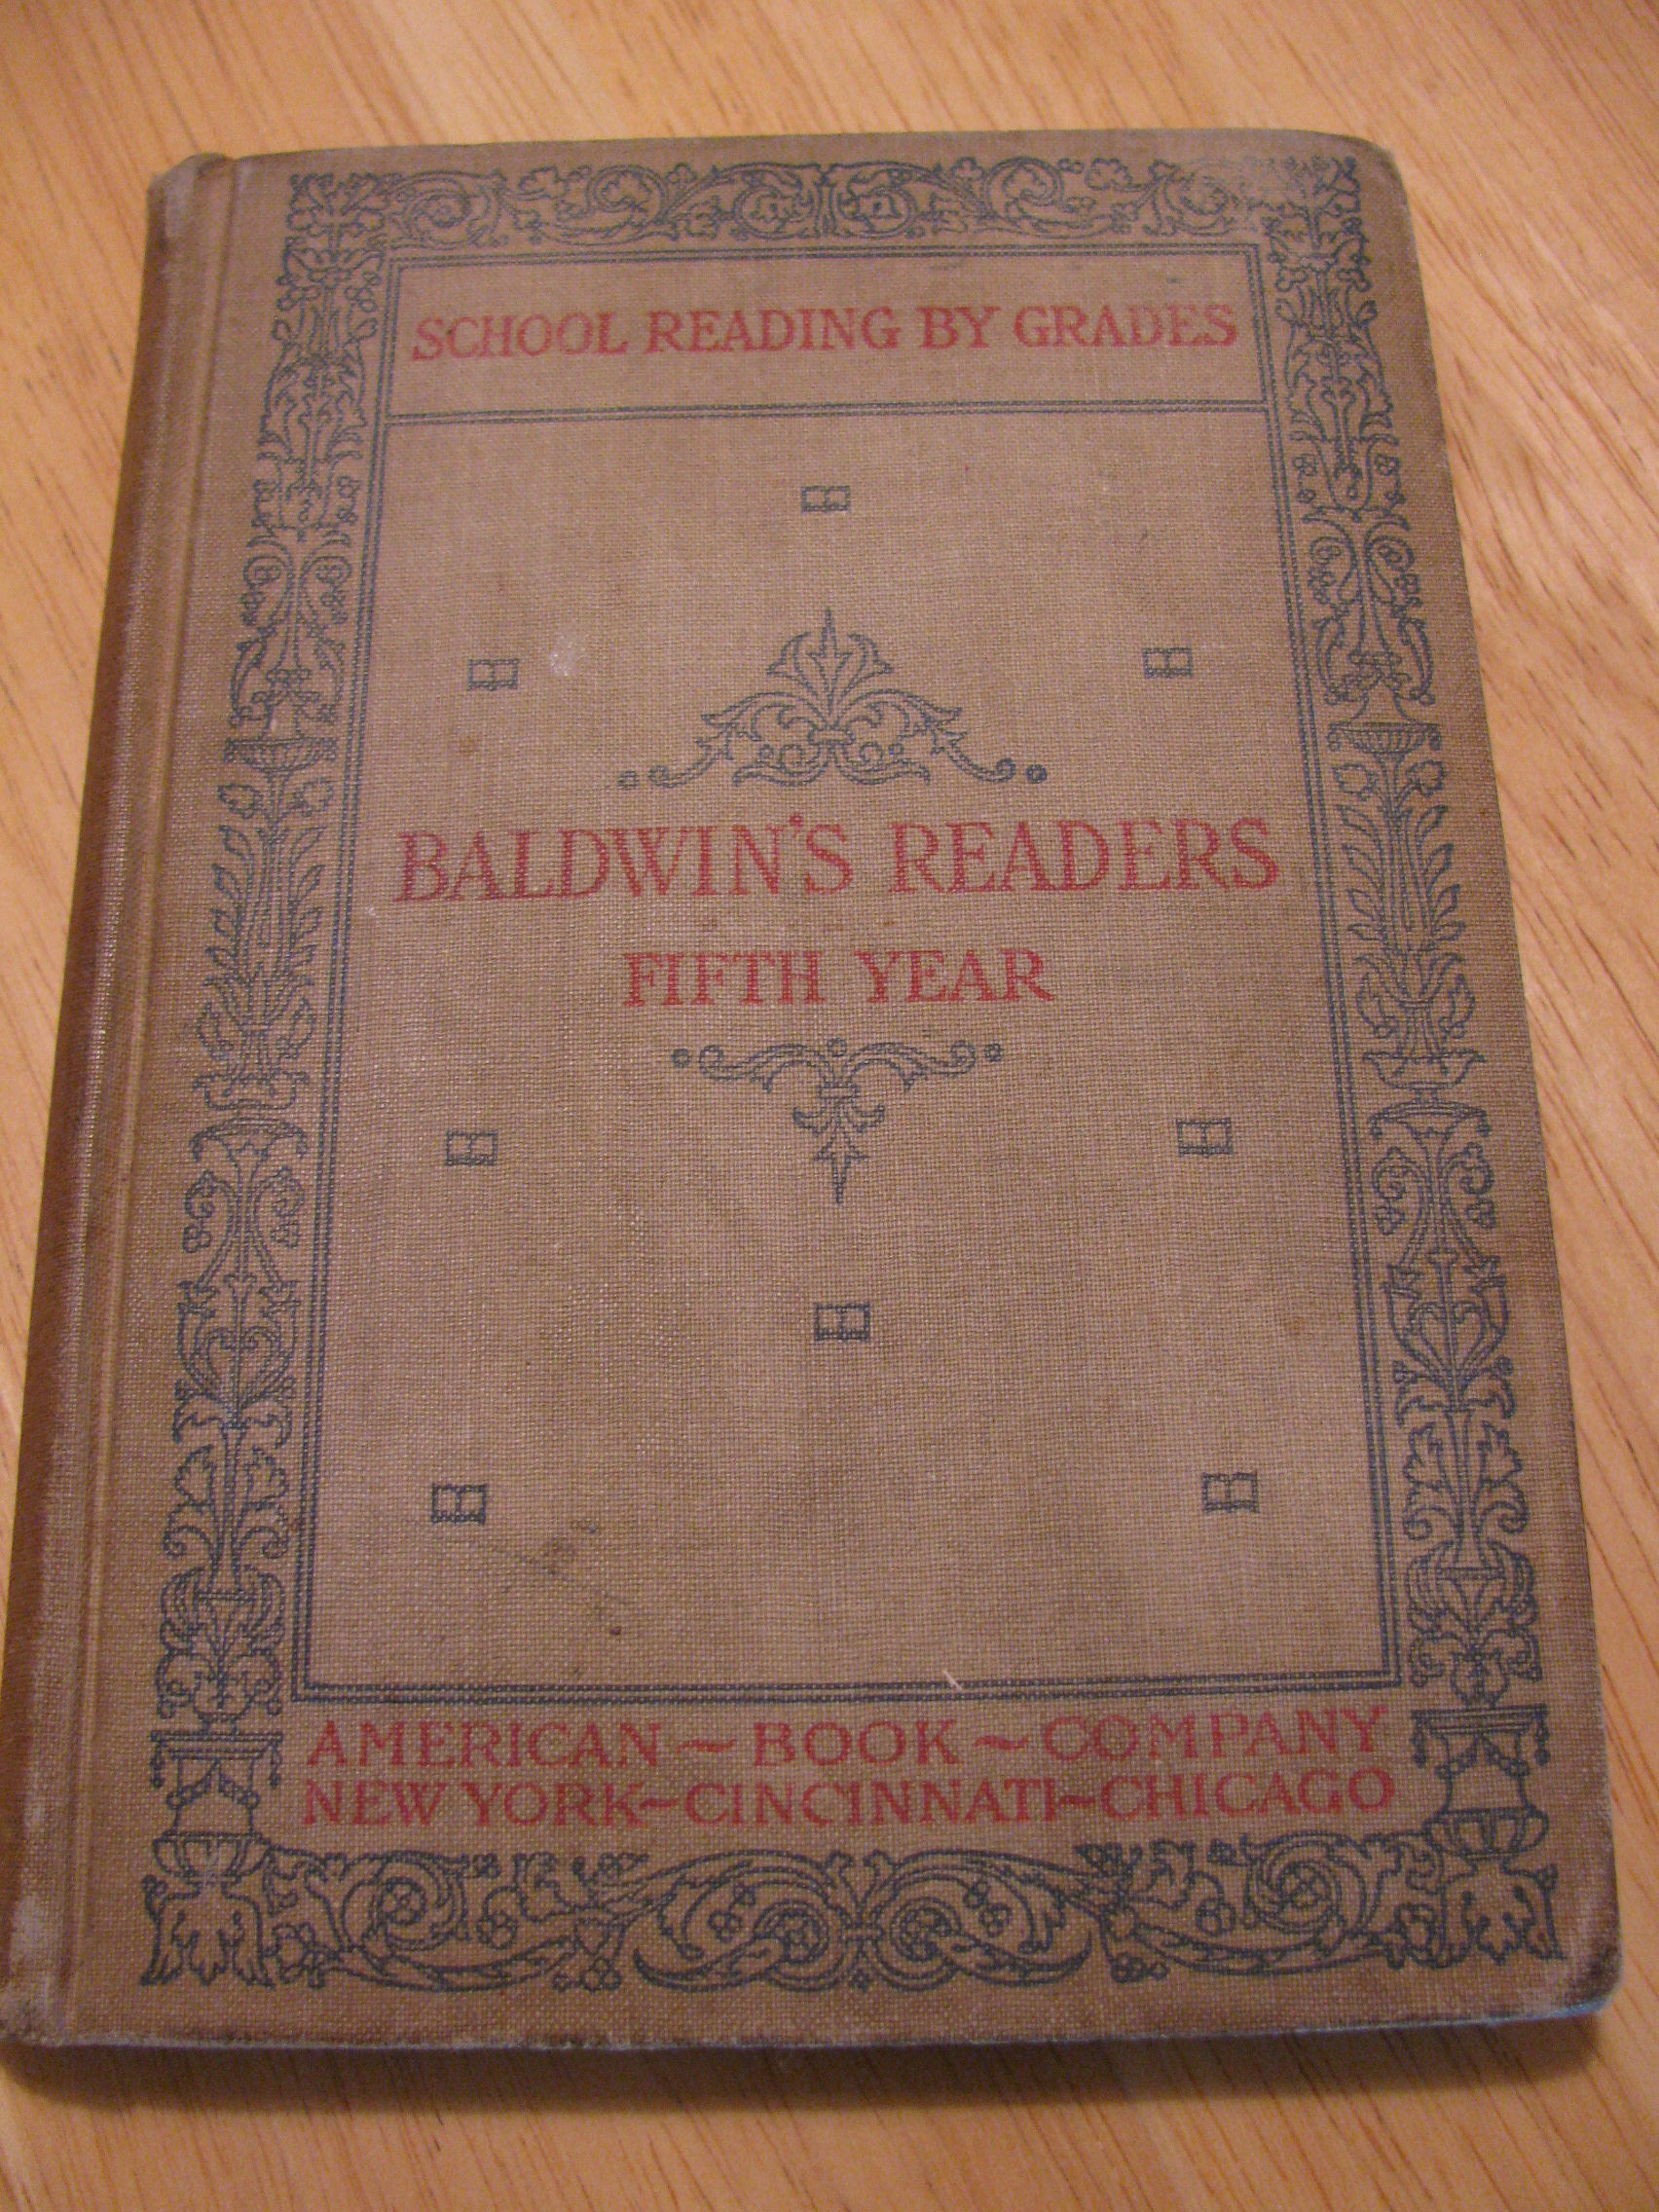 SCHOOL READING BY GRADES
BALDWIN'S READERS
FIFTH YEAR
AMERICAN ~ BOOK ~ COMPANY
NEW YORK~CINCINNATI~CHICAGO